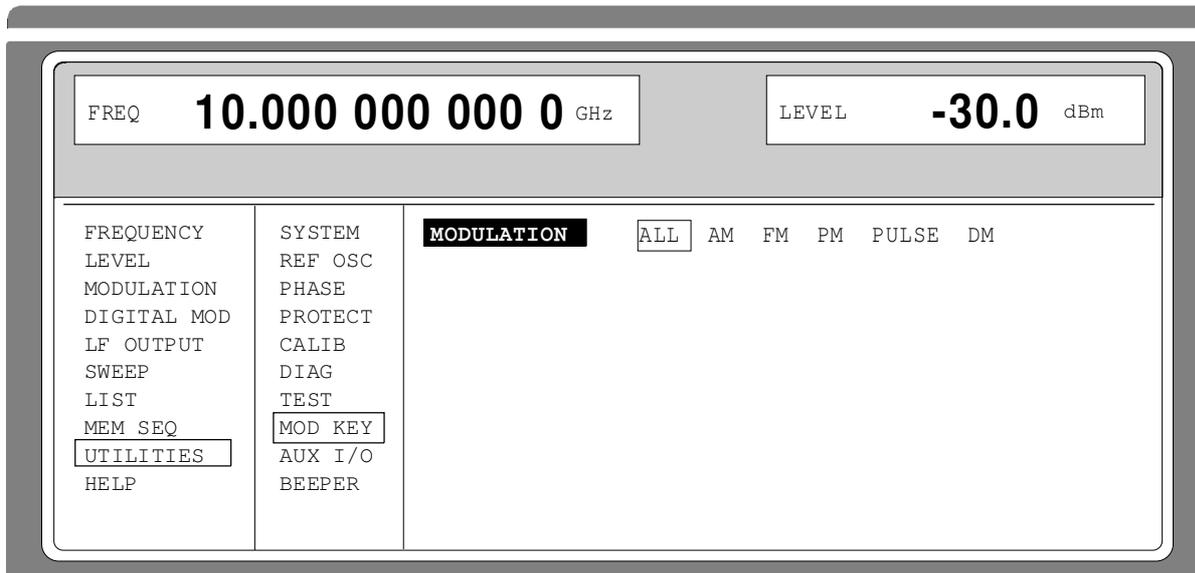 FREQ 10.000 000 000 0 GHz LEVEL -30.0 dBm
FREQUENCY SYSTEM MODULATION ALL AM FM PM PULSE DM
LEVEL REF OSC
MODULATION PHASE
DIGITAL MOD PROTECT
LF OUTPUT CALIB
SWEEP DIAG
LIST TEST
MEM SEQ MOD KEY
UTILITIES AUX I/O
HELP BEEPER